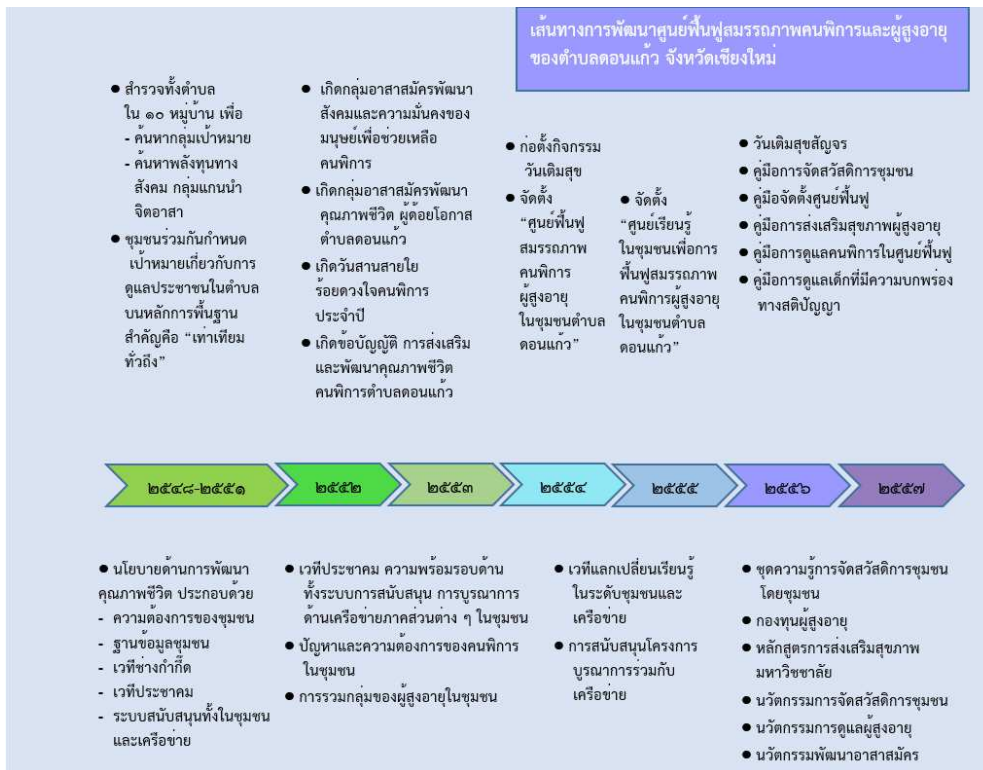 เส้นทางการพัฒนาศูนย์ฟื้นฟูสมรรถภาพคนพิการและผู้สูงอายุ
ของตำบลดอนแก้ว จังหวัดเชียงใหม่
● สำรวจทั้งตำบล
ใน ๑๐ หมู่บ้าน เพื่อ
- ค้นหากลุ่มเป้าหมาย
- ค้นหาพลังทุนทาง
สังคม กลุ่มแกนนำ
จิตอาสา
● ชุมชนร่วมกันกำหนด
เป้าหมายเกี่ยวกับการ
ดูแลประชาชนในตำบล
บนหลักการพื้นฐาน
สำคัญคือ “เท่าเทียม
ทั่วถึง”
● เกิดกลุ่มอาสาสมัครพัฒนา
สังคมและความมั่นคงของ
มนุษย์เพื่อช่วยเหลือ
คนพิการ
● เกิดกลุ่มอาสาสมัครพัฒนา
คุณภาพชีวิต ผู้ด้อยโอกาส
ตำบลดอนแก้ว
● เกิดวันสานสายใย
ร้อยดวงใจคนพิการ
ประจำปี
● เกิดข้อบัญญัติ การส่งเสริม
และพัฒนาคุณภาพชีวิต
คนพิการตำบลดอนแก้ว
● ก่อตั้งกิจกรรม
วันเติมสุข
● จัดตั้ง
“ศูนย์ฟื้นฟู
สมรรถภาพ
คนพิการ
ผู้สูงอายุ
ในชุมชนตำบล
ดอนแก้ว”
● จัดตั้ง
“ศูนย์เรียนรู้
ในชุมชนเพื่อการ
ฟื้นฟูสมรรถภาพ
คนพิการผู้สูงอายุ
ในชุมชนตำบล
ดอนแก้ว”
● วันเติมสุขสัญจร
● คู่มือการจัดสวัสดิการชุมชน
● คู่มือจัดตั้งศูนย์ฟื้นฟู
● คู่มือการส่งเสริมสุขภาพผู้สูงอายุ
● คู่มือการดูแลคนพิการในศูนย์ฟื้นฟู
● คู่มือการดูแลเด็กที่มีความบกพร่อง
ทางสติปัญญา
๒๕๔๘-๒๕๕๑
๒๕๕๒
๒๕๕๓
๒๕๕๔
๒๕๕๕
๒๕๕๖
๒๕๕๗
● นโยบายด้านการพัฒนา
คุณภาพชีวิต ประกอบด้วย
- ความต้องการของชุมชน
- ฐานข้อมูลชุมชน
- เวทีช่างกำกึ๊ด
- เวทีประชาคม
- ระบบสนับสนุนทั้งในชุมชน
และเครือข่าย
● เวทีประชาคม ความพร้อมรอบด้าน
ทั้งระบบการสนับสนุน การบูรณาการ
ด้านเครือข่ายภาคส่วนต่าง ๆ ในชุมชน
● ปัญหาและความต้องการของคนพิการ
ในชุมชน
● การรวมกลุ่มของผู้สูงอายุในชุมชน
● เวทีแลกเปลี่ยนเรียนรู้
ในระดับชุมชนและ
เครือข่าย
● การสนับสนุนโครงการ
บูรณาการร่วมกับ
เครือข่าย
● ชุดความรู้การจัดสวัสดิการชุมชน
โดยชุมชน
● กองทุนผู้สูงอายุ
● หลักสูตรการส่งเสริมสุขภาพ
มหาวิชชาลัย
● นวัตกรรมการจัดสวัสดิการชุมชน
● นวัตกรรมการดูแลผู้สูงอายุ
● นวัตกรรมพัฒนาอาสาสมัคร